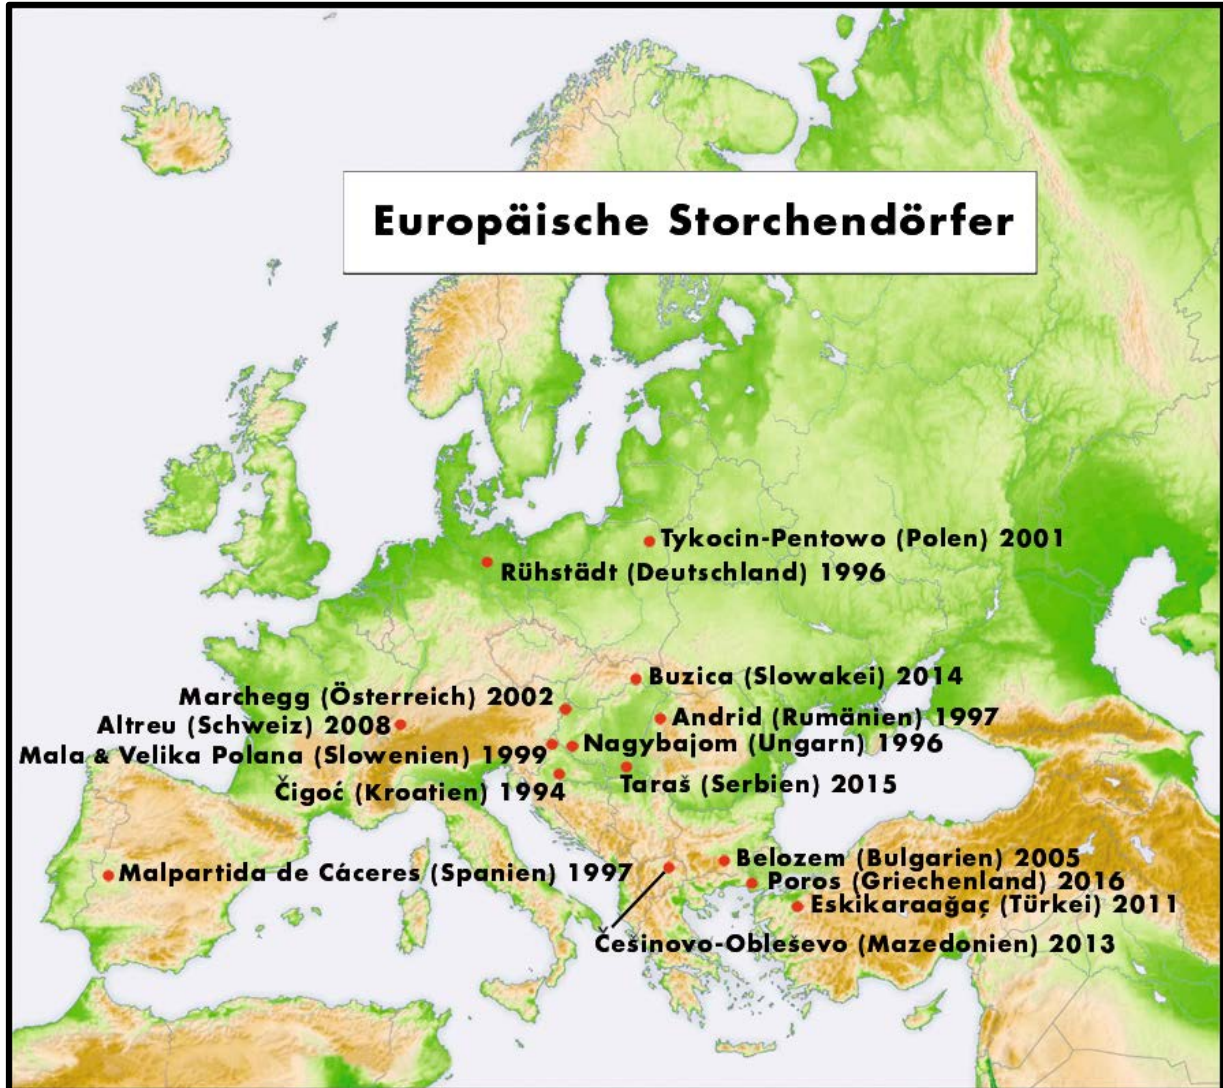 Europäische Storchendörfer
Tykocin-Pentowo (Polen) 2001
Rühstädt (Deutschland) 1996
Buzica (Slowakei) 2014
Marchegg (Österreich) 2002
Andrid (Rumänien) 1997
Altreu (Schweiz) 2008
Nagybajom (Ungarn) 1996
Mala & Velika Polana (Slowenien) 1999
Taraš (Serbien) 2015
Čigoć (Kroatien) 1994
Belozem (Bulgarien) 2005
Malpartida de Cáceres (Spanien) 1997
Poros (Griechenland) 2016
Eskikaraağaç (Türkei) 2011
Češinovo-Obleševo (Mazedonien) 2013